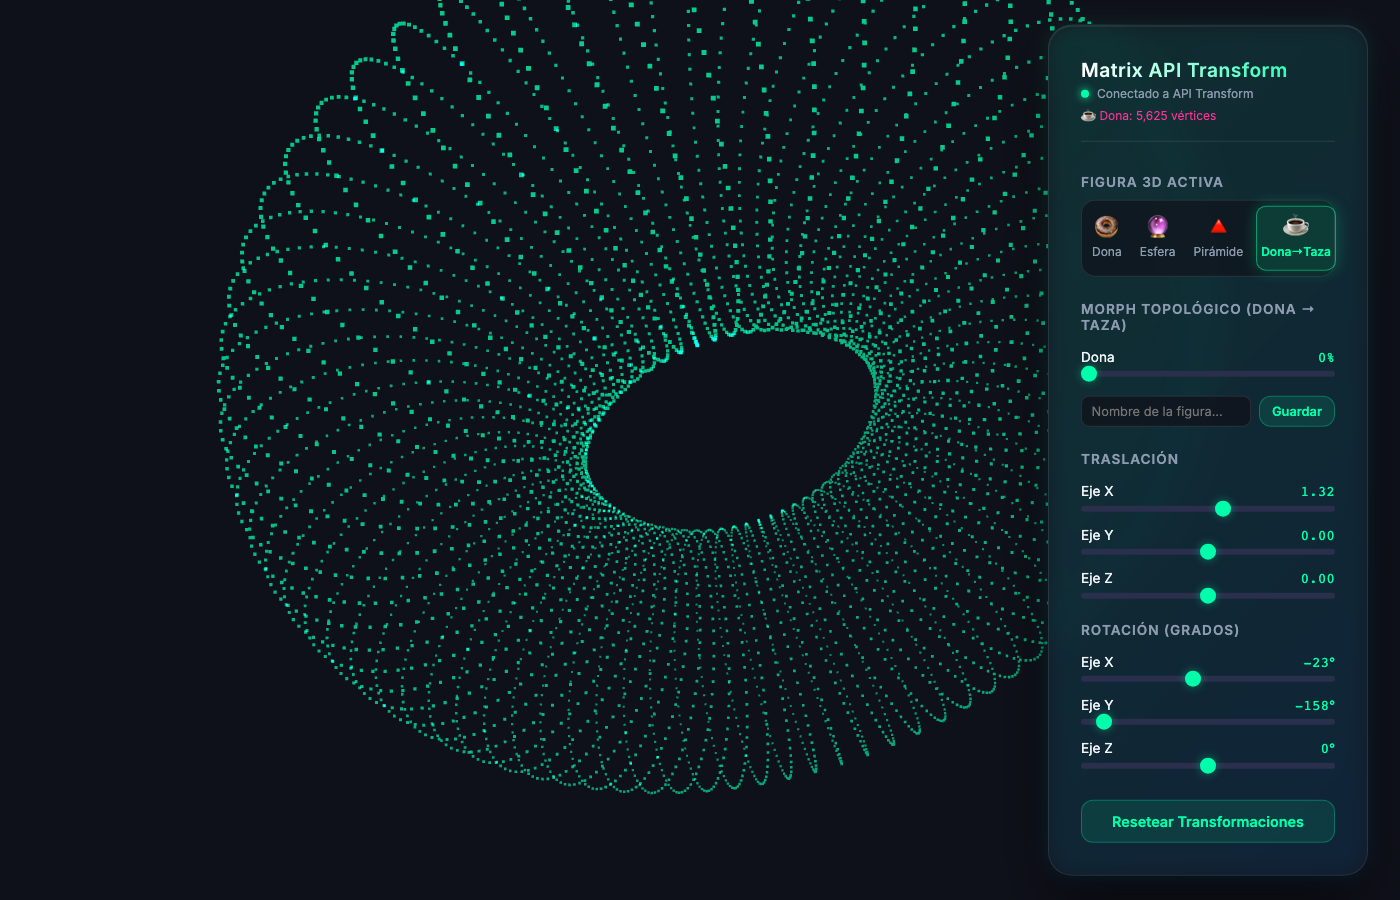 Matrix API Transform
Conectado a API Transform
Dona: 5,625 vértices
FIGURA 3D ACTIVA
Dona
Esfera
Pirámide
Dona→Taza
MORPH TOPOLÓGICO (DONA →
TAZA)
Dona 0%
Nombre de la figura... Guardar
TRASLACIÓN
Eje X 1.32
Eje Y 0.00
Eje Z 0.00
ROTACIÓN (GRADOS)
Eje X -23°
Eje Y -158°
Eje Z 0°
Resetear Transformaciones